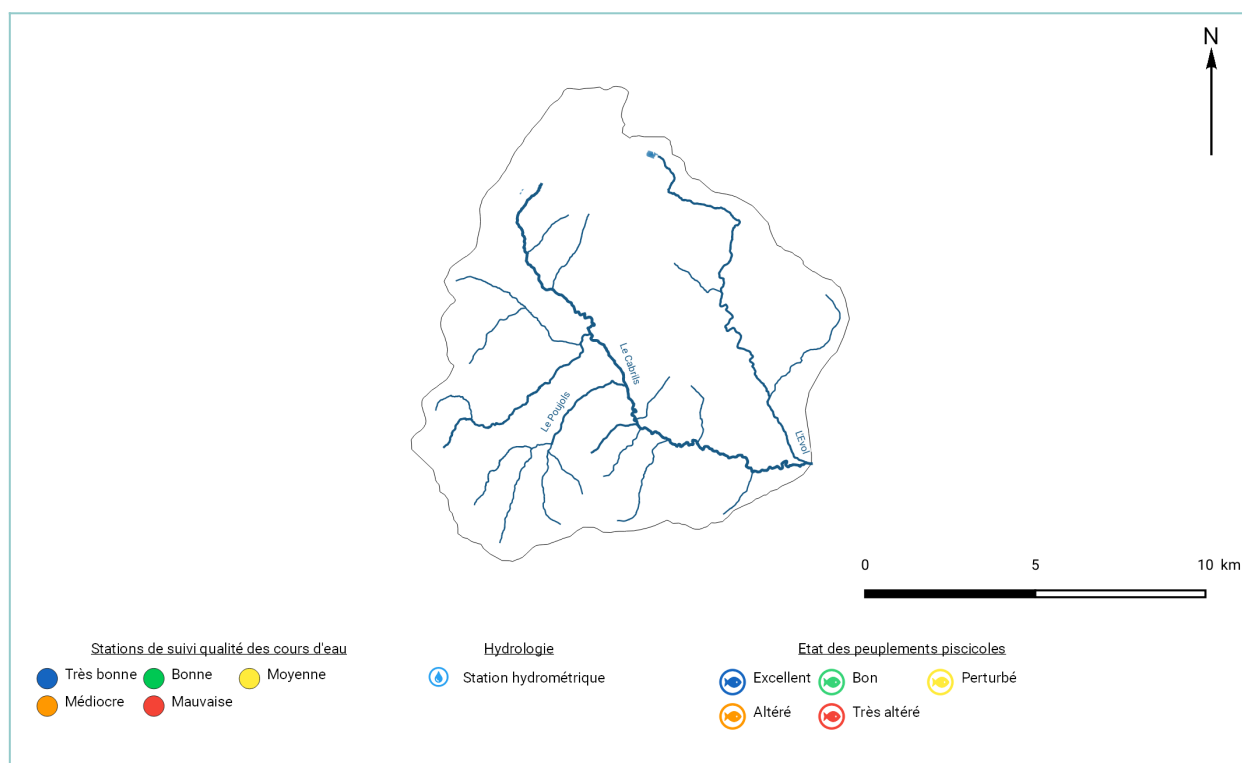 N
Le Cabrils
Le Poujols
L'Evol
0 5 10 km
Stations de suivi qualité des cours d'eau
Très bonne Bonne Moyenne
Médiocre Mauvaise
Hydrologie
Station hydrométrique
Etat des peuplements piscicoles
Excellent Bon Perturbé
Altéré Très altéré